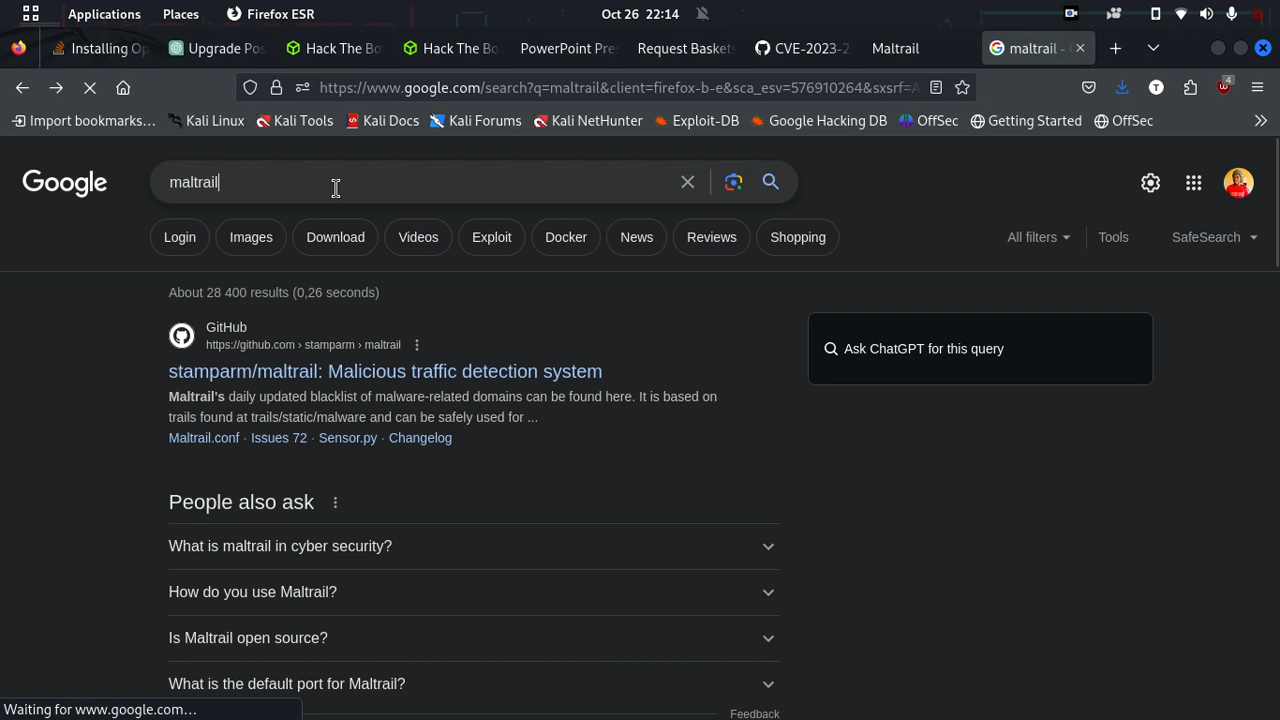 Applications Places Firefox ESR Oct 26 22:14
Installing Op Upgrade Po Hack The Bo Hack The Bo PowerPoint Pre Request Basket CVE-2023-2 Maltrail maltrail -
https://www.google.com/search?q=maltrail&client=firefox-b-e&sca_esv=576910264&sxsrf=A T 4
Import bookmarks... Kali Linux Kali Tools Kali Docs Kali Forums Kali NetHunter Exploit-DB Google Hacking DB OffSec Getting Started OffSec
Google maltrail
Login Images Download Videos Exploit Docker News Reviews Shopping All filters Tools SafeSearch
About 28 400 results (0,26 seconds)
GitHub
https://github.com › stamparm › maltrail
Ask ChatGPT for this query
stamparm/maltrail: Malicious traffic detection system
Maltrail's daily updated blacklist of malware-related domains can be found here. It is based on
trails found at trails/static/malware and can be safely used for ...
Maltrail.conf · Issues 72 · Sensor.py · Changelog
People also ask
What is maltrail in cyber security?
How do you use Maltrail?
Is Maltrail open source?
What is the default port for Maltrail?
Waiting for www.google.com...
Feedback